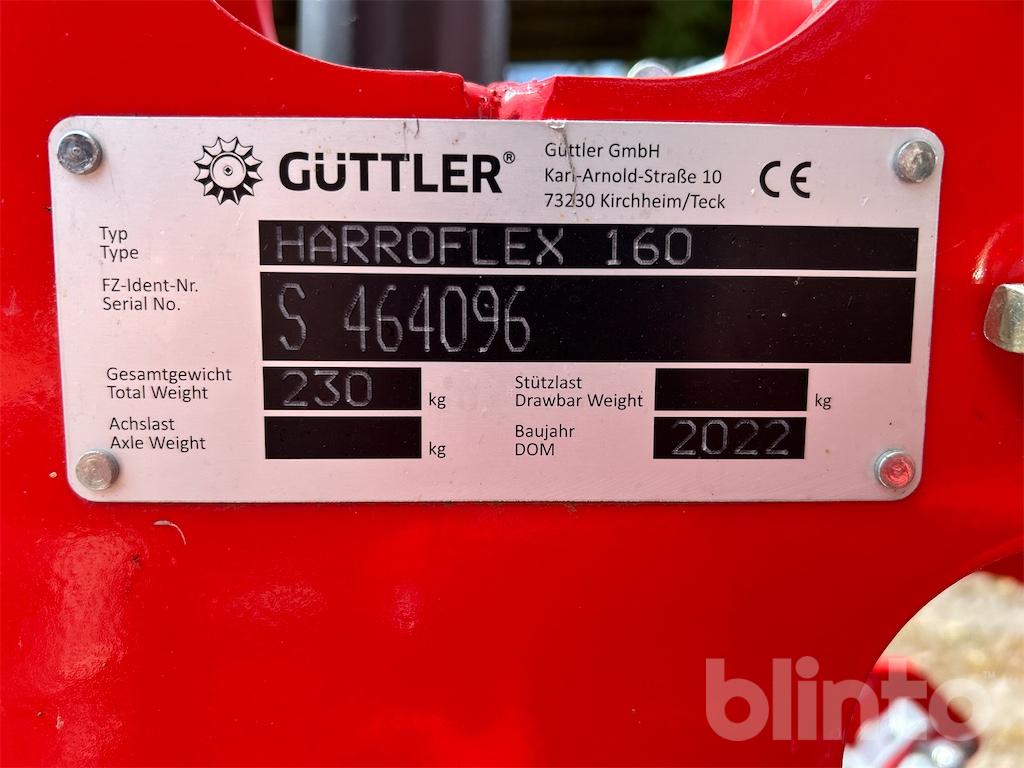 GÜTTLER®
Güttler GmbH
Karl-Arnold-Straße 10
73230 Kirchheim/Teck
CE
Typ
Type
HARROFLEX 160
FZ-Ident-Nr.
Serial No.
S 464096
Gesamtgewicht
Total Weight
230 kg
Stützlast
Drawbar Weight
kg
Achslast
Axle Weight
kg
Baujahr
DOM
2022
blinto™